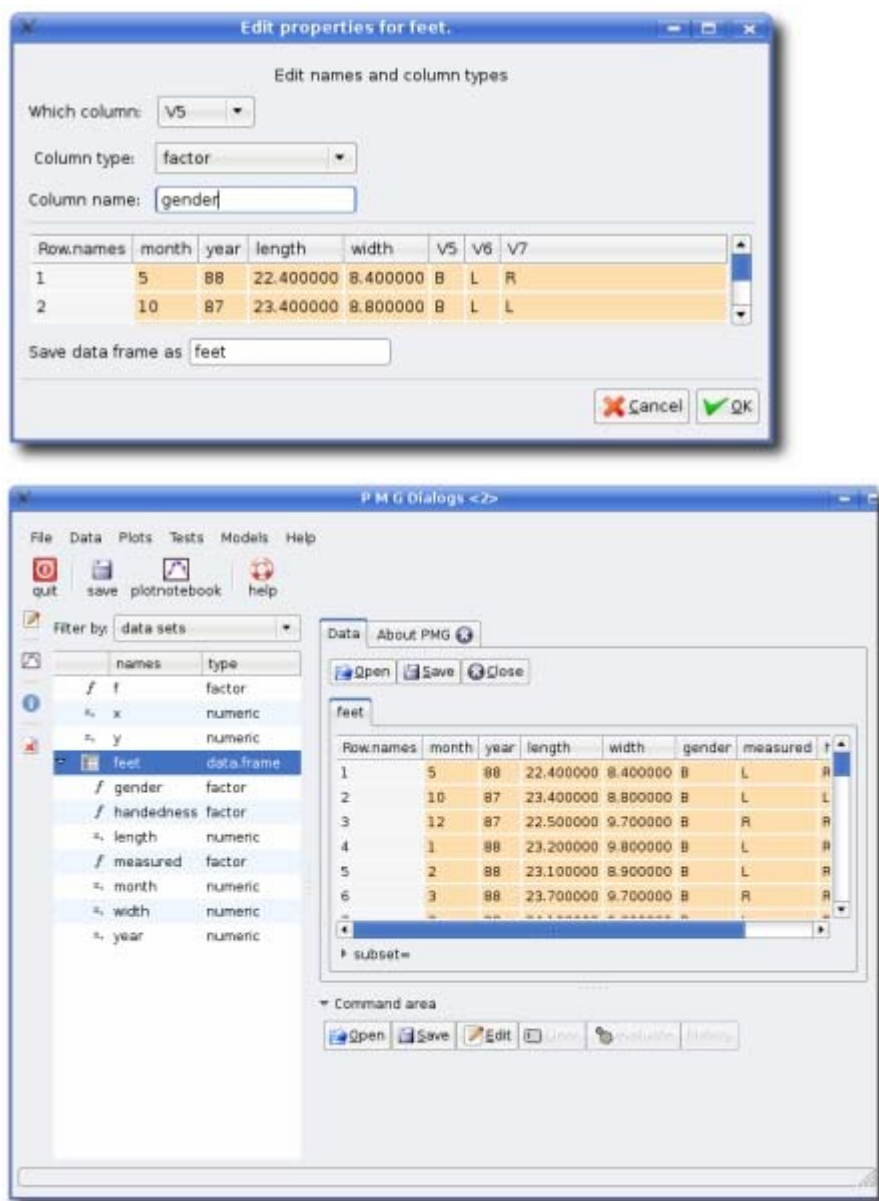 Edit properties for feet.
Edit names and column types
Which column: V5
Column type: factor
Column name: gender
Row.names month year length width V5 V6 V7
1 5 88 22.400000 8.400000 B L R
2 10 87 23.400000 8.800000 B L L
Save data frame as feet
Cancel OK
P M G Dialogs <2>
File Data Plots Tests Models Help
quit save plotnotebook help
Filter by: data sets
names type
f f factor
x numeric
y numeric
feet data.frame
f gender factor
f handedness factor
length numeric
f measured factor
month numeric
width numeric
year numeric
Data About PMG
Open Save Close
feet
Row.names month year length width gender measured
1 5 88 22.400000 8.400000 B L R
2 10 87 23.400000 8.800000 B L L
3 12 87 22.500000 9.700000 B R R
4 1 88 23.200000 9.800000 B L R
5 2 88 23.100000 8.900000 B L R
6 3 88 23.700000 9.700000 B R R
subset=
Command area
Open Save Edit evaluate history